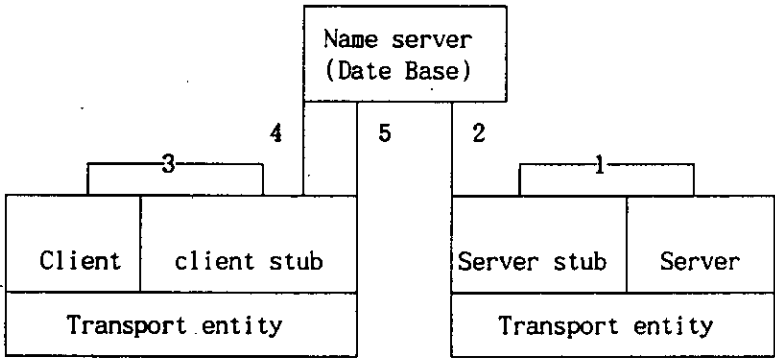 Name server
(Date Base)
4
5
2
3
1
Client
client stub
Server stub
Server
Transport entity
Transport entity